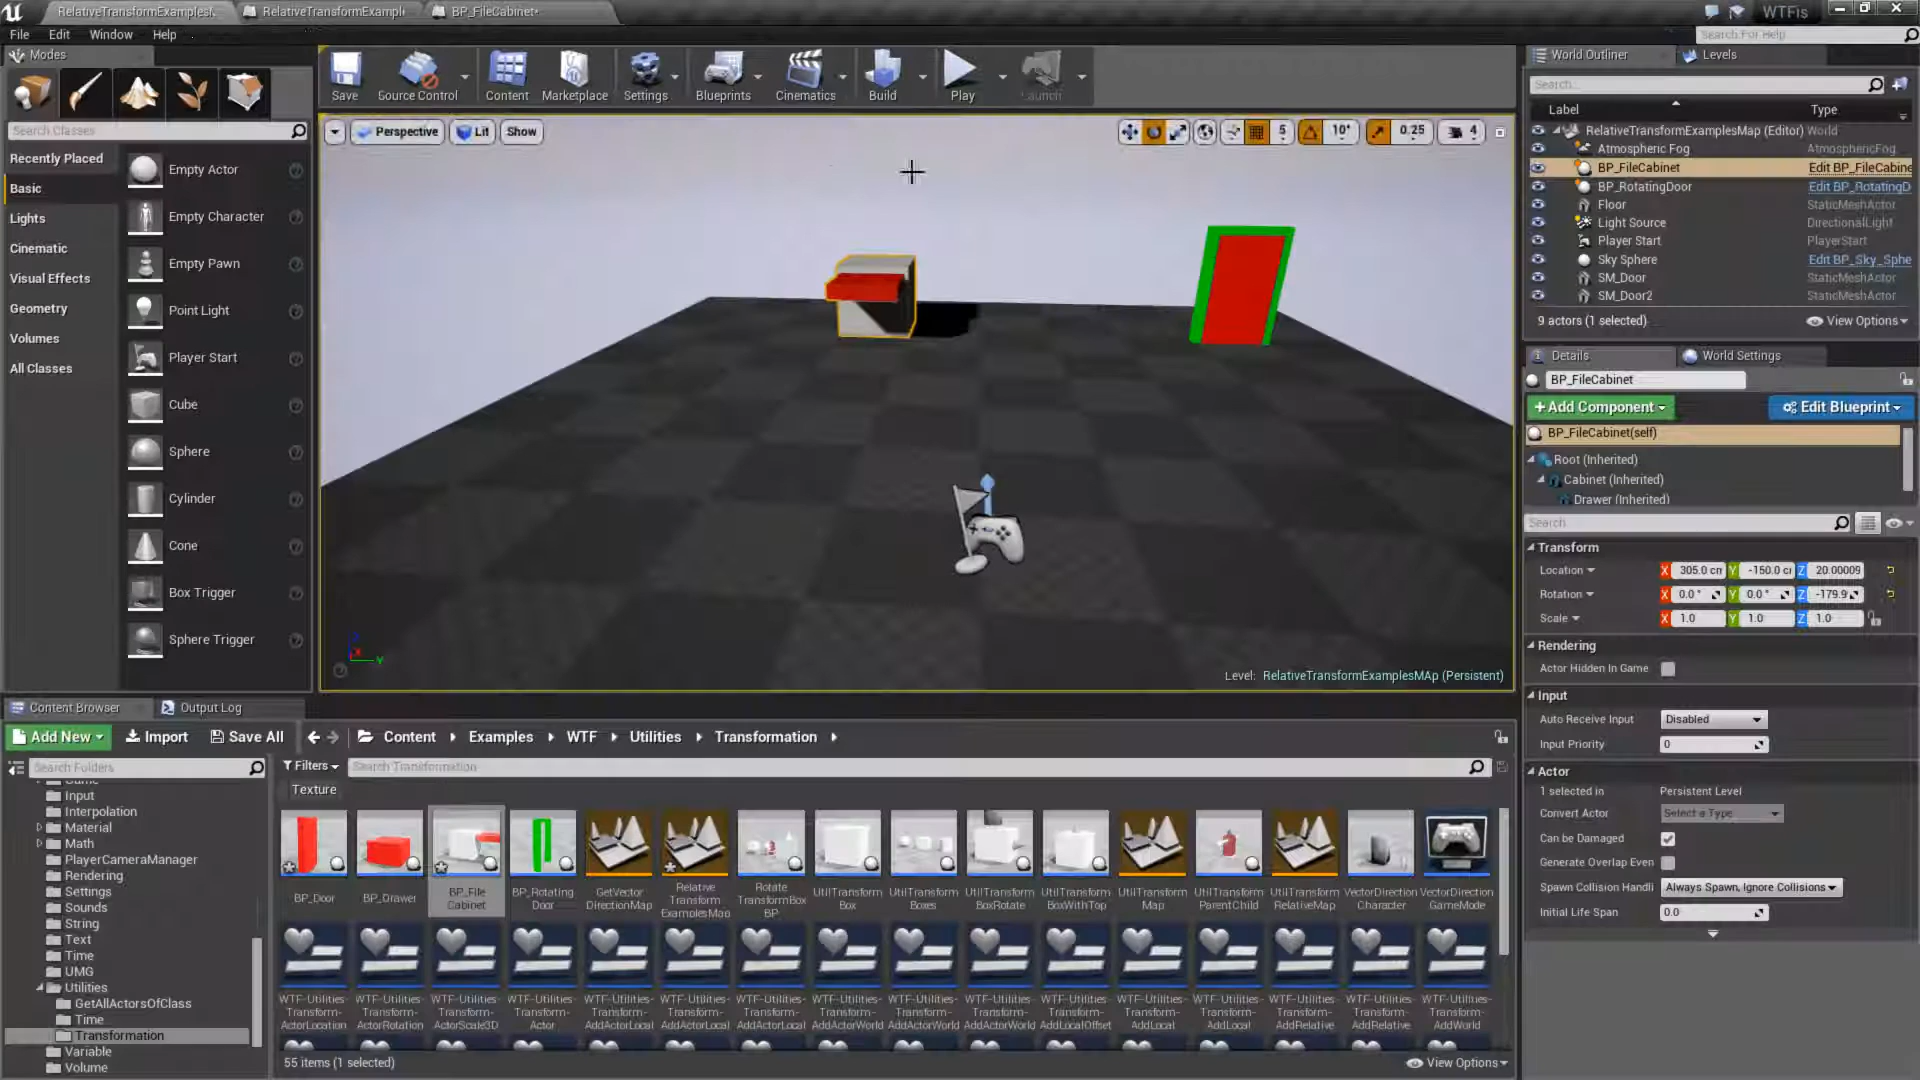 RelativeTransformExamples
RelativeTransformExampl
BP_FileCabinet*
WTFis
File Edit Window Help
Search For Help
Modes
Search Classes
Recently Placed
Basic
Lights
Cinematic
Visual Effects
Geometry
Volumes
All Classes
Empty Actor
Empty Character
Empty Pawn
Point Light
Player Start
Cube
Sphere
Cylinder
Cone
Box Trigger
Sphere Trigger
Save Source Control Content Marketplace Settings Blueprints Cinematics Build Play Launch
Perspective Lit Show
5 10° 0.25 4
Level: RelativeTransformExamplesMAp (Persistent)
World Outliner Levels
Search...
Label Type
RelativeTransformExamplesMap (Editor) World
Atmospheric Fog AtmosphericFog
BP_FileCabinet Edit BP_FileCabine
BP_RotatingDoor Edit BP_RotatingD
Floor StaticMeshActor
Light Source DirectionalLight
Player Start PlayerStart
Sky Sphere Edit BP_Sky_Sphe
SM_Door StaticMeshActor
SM_Door2 StaticMeshActor
9 actors (1 selected) View Options
Details World Settings
BP_FileCabinet
+Add Component Edit Blueprint
BP_FileCabinet(self)
Root (Inherited)
Cabinet (Inherited)
Drawer (Inherited)
Search
Transform
Location X 305.0 cm Y -150.0 cm Z 20.00009
Rotation X 0.0 ° Y 0.0 ° Z -179.9
Scale X 1.0 Y 1.0 Z 1.0
Rendering
Actor Hidden In Game
Input
Auto Receive Input Disabled
Input Priority 0
Actor
1 selected in Persistent Level
Convert Actor Select a Type
Can be Damaged
Generate Overlap Even
Spawn Collision Handli Always Spawn, Ignore Collisions
Initial Life Span 0.0
Content Browser Output Log
Add New Import Save All Content Examples WTF Utilities Transformation
Search Folders
Filters Search Transformation
Texture
Input
Interpolation
Material
Math
PlayerCameraManager
Rendering
Settings
Sounds
String
Text
Time
UMG
Utilities
GetAllActorsOfClass
Time
Transformation
Variable
Volume
BP_Door
BP_Drawer
BP_File
Cabinet
BP_Rotating
Door
GetVector
DirectionMap
Relative
Transform
ExamplesMap
Rotate
TransformBox
BP
UtilTransform
Box
UtilTransform
Boxes
UtilTransform
BoxRotate
UtilTransform
BoxWithTop
UtilTransform
Map
UtilTransform
ParentChild
UtilTransform
RelativeMap
VectorDirection
Character
VectorDirection
GameMode
WTF-Utilities-
Transform-
ActorLocation
WTF-Utilities-
Transform-
ActorRotation
WTF-Utilities-
Transform-
ActorScale3D
WTF-Utilities-
Transform-
Actor
WTF-Utilities-
Transform-
AddActorLocal
WTF-Utilities-
Transform-
AddActorLocal
WTF-Utilities-
Transform-
AddActorLocal
WTF-Utilities-
Transform-
AddActorWorld
WTF-Utilities-
Transform-
AddActorWorld
WTF-Utilities-
Transform-
AddActorWorld
WTF-Utilities-
Transform-
AddLocalOffset
WTF-Utilities-
Transform-
AddLocal
WTF-Utilities-
Transform-
AddLocal
WTF-Utilities-
Transform-
AddRelative
WTF-Utilities-
Transform-
AddRelative
WTF-Utilities-
Transform-
AddWorld
55 items (1 selected) View Options